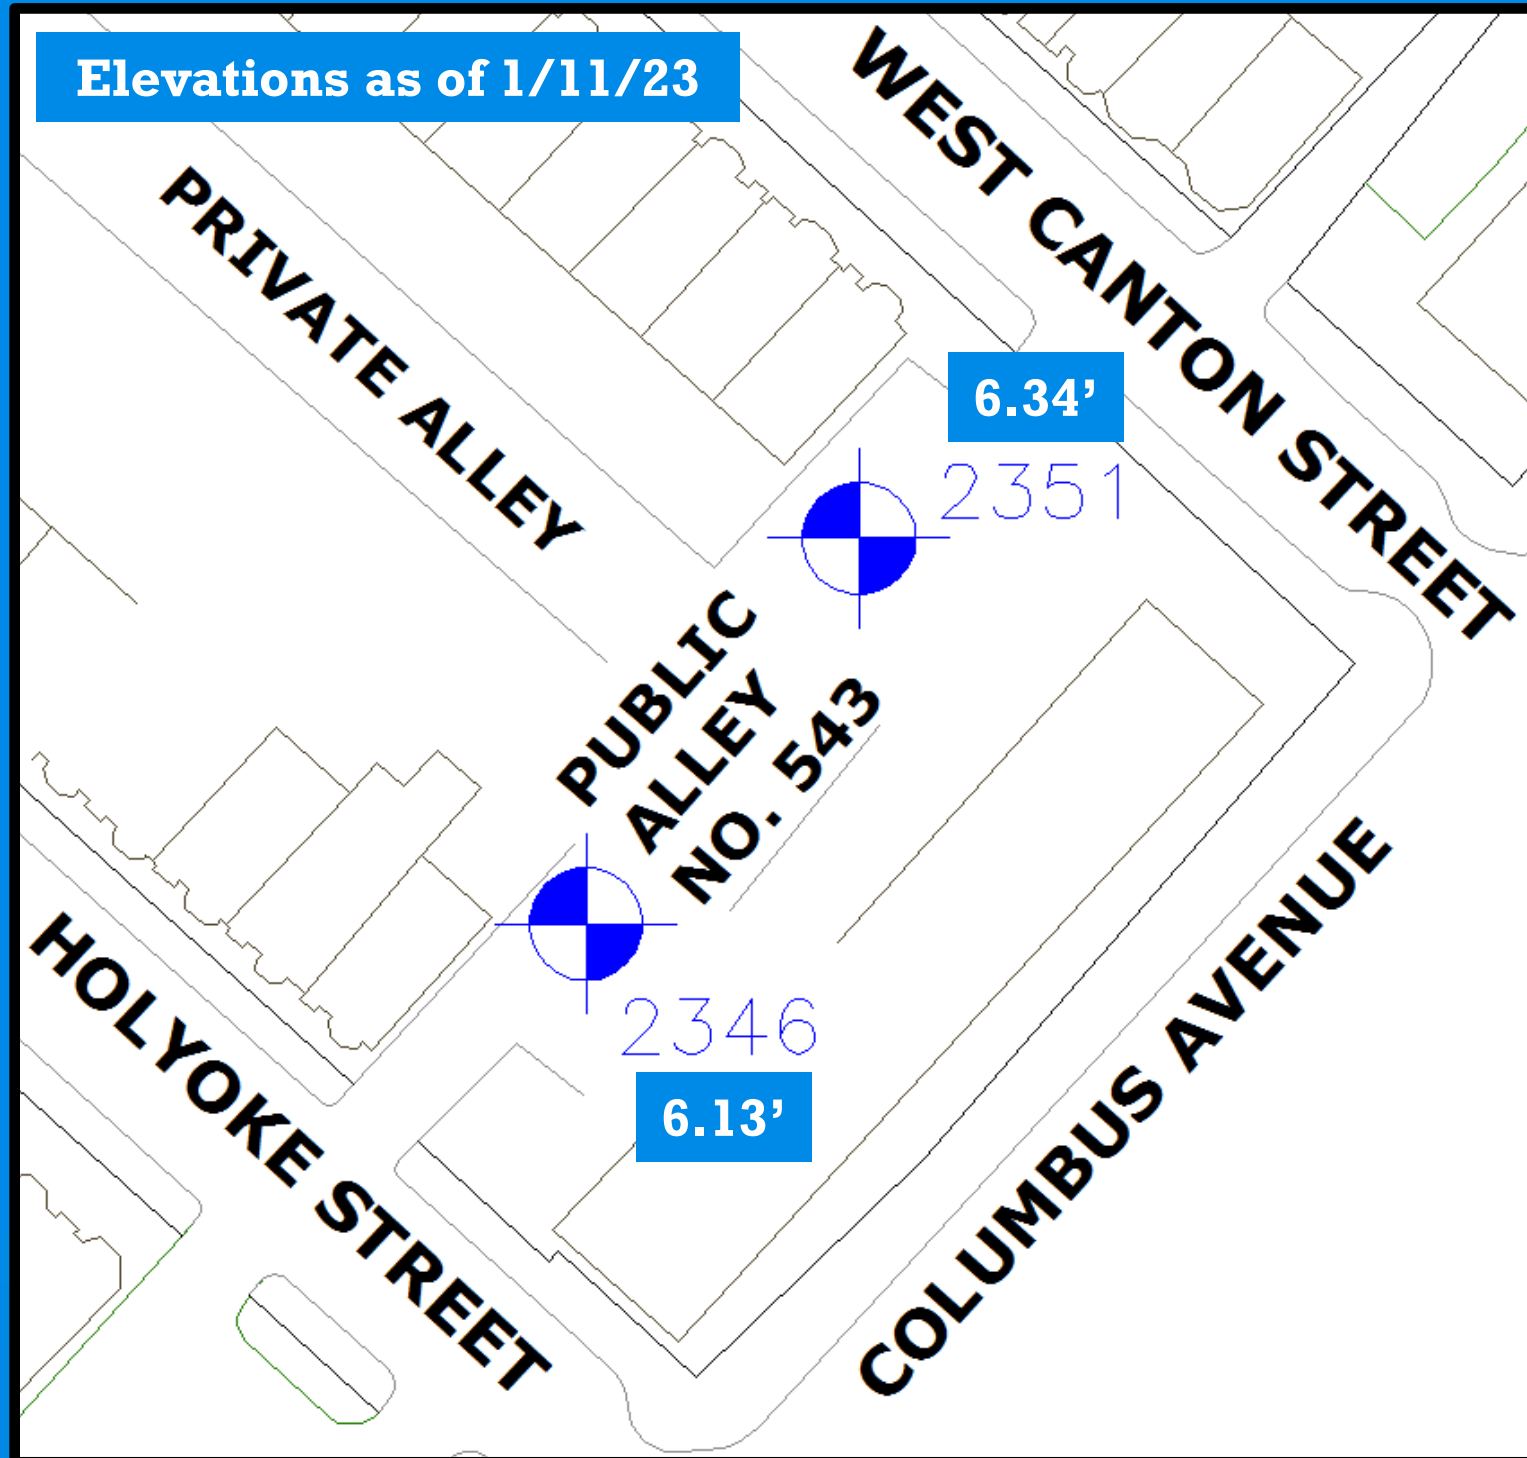 Elevations as of 1/11/23
WEST CANTON STREET
PRIVATE ALLEY
6.34’
2351
PUBLIC
ALLEY
NO. 543
2346
6.13’
HOLYOKE STREET
COLUMBUS AVENUE